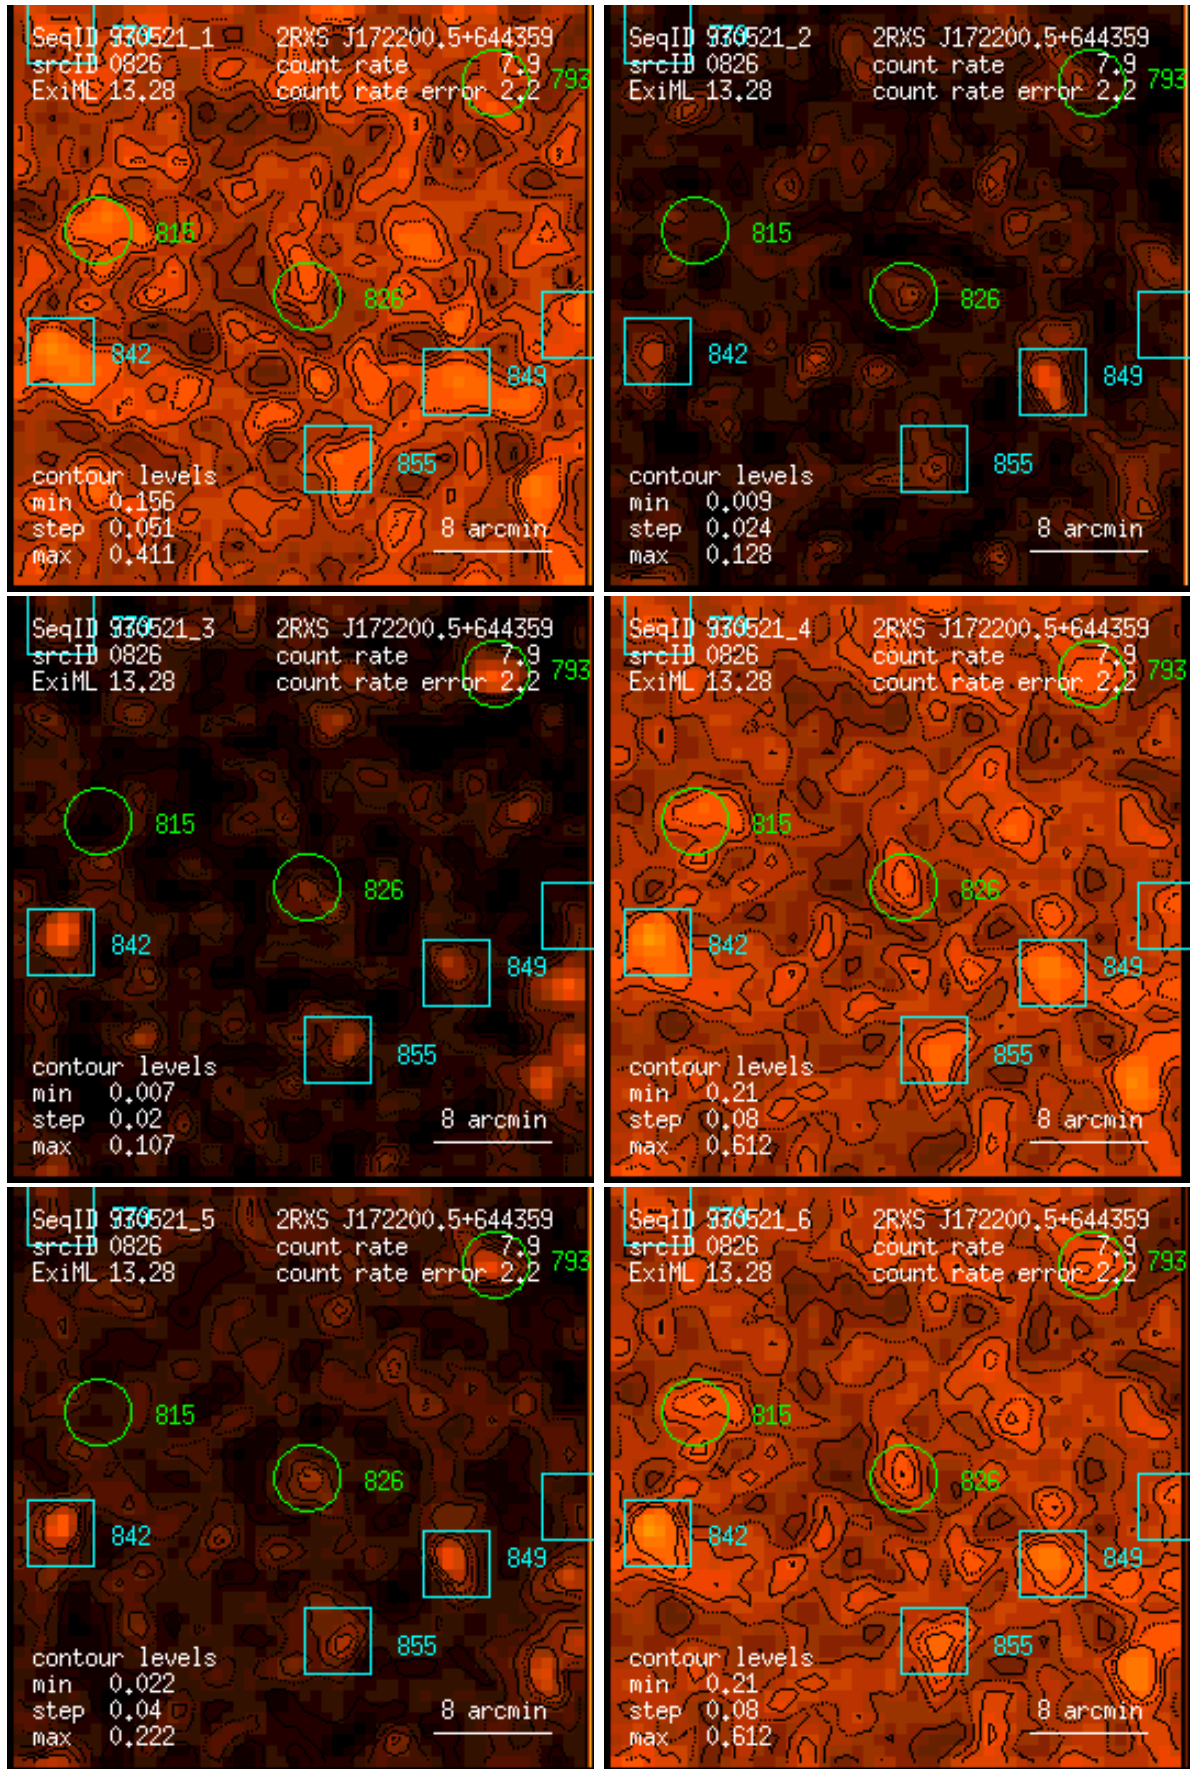 SeqID 930521_1 2RXS J172200.5+644359
srcID 0826 count rate 7.9 793
ExiML 13.28 count rate error 2.2
815
826
842
849
855
contour levels
min 0.156
step 0.051 8 arcmin
max 0.411
SeqID 930521_2 2RXS J172200.5+644359
srcID 0826 count rate 7.9 793
ExiML 13.28 count rate error 2.2
815
826
842
849
855
contour levels
min 0.009
step 0.024 8 arcmin
max 0.128
SeqID 930521_3 2RXS J172200.5+644359
srcID 0826 count rate 7.9 793
ExiML 13.28 count rate error 2.2
815
826
842
849
855
contour levels
min 0.007
step 0.02 8 arcmin
max 0.107
SeqID 930521_4 2RXS J172200.5+644359
srcID 0826 count rate 7.9 793
ExiML 13.28 count rate error 2.2
815
826
842
849
855
contour levels
min 0.21
step 0.08 8 arcmin
max 0.612
SeqID 930521_5 2RXS J172200.5+644359
srcID 0826 count rate 7.9 793
ExiML 13.28 count rate error 2.2
815
826
842
849
855
contour levels
min 0.022
step 0.04 8 arcmin
max 0.222
SeqID 930521_6 2RXS J172200.5+644359
srcID 0826 count rate 7.9 793
ExiML 13.28 count rate error 2.2
815
826
842
849
855
contour levels
min 0.21
step 0.08 8 arcmin
max 0.612